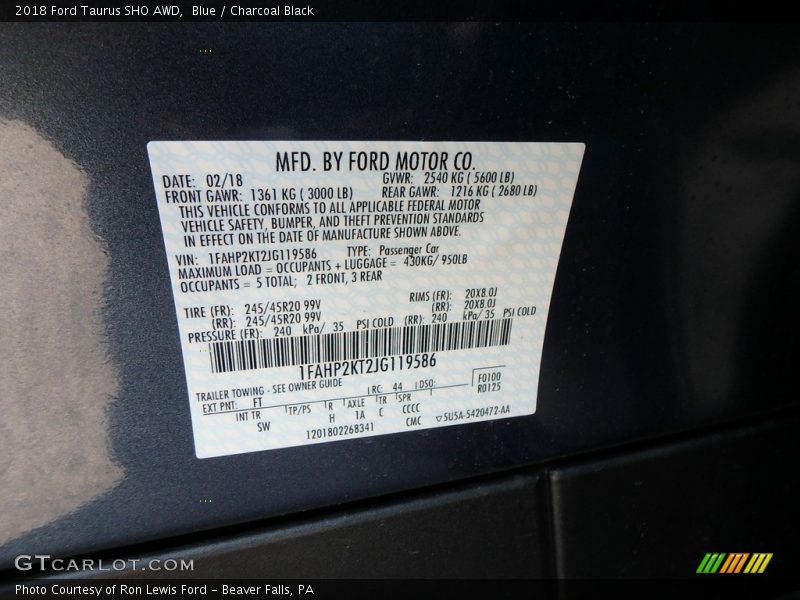 2018 Ford Taurus SHO AWD,  Blue / Charcoal Black
MFD. BY FORD MOTOR CO.
DATE: 02/18 GVWR: 2540 KG ( 5600 LB)
FRONT GAWR: 1361 KG ( 3000 LB) REAR GAWR: 1216 KG ( 2680 LB)
THIS VEHICLE CONFORMS TO ALL APPLICABLE FEDERAL MOTOR
VEHICLE SAFETY, BUMPER, AND THEFT PREVENTION STANDARDS
IN EFFECT ON THE DATE OF MANUFACTURE SHOWN ABOVE.
VIN: 1FAHP2KT2JG119586 TYPE: Passenger Car
MAXIMUM LOAD = OCCUPANTS + LUGGAGE = 430KG/ 950LB
OCCUPANTS = 5 TOTAL; 2 FRONT, 3 REAR
TIRE (FR): 245/45R20 99V RIMS (FR): 20X8.0J
(RR): 245/45R20 99V (RR): 20X8.0J
PRESSURE (FR): 240 kPa/ 35 PSI COLD (RR): 240 kPa/ 35 PSI COLD
1FAHP2KT2JG119586
TRAILER TOWING - SEE OWNER GUIDE
EXT PNT: FT RC: 44 DSO: F0100
R0125
INT TR TP/PS R AXLE TR SPR
SW H 1A C CCCC
1201802268341 CMC ▽5U5A-5420472-AA
GTCARLOT.COM
Photo Courtesy of Ron Lewis Ford - Beaver Falls, PA